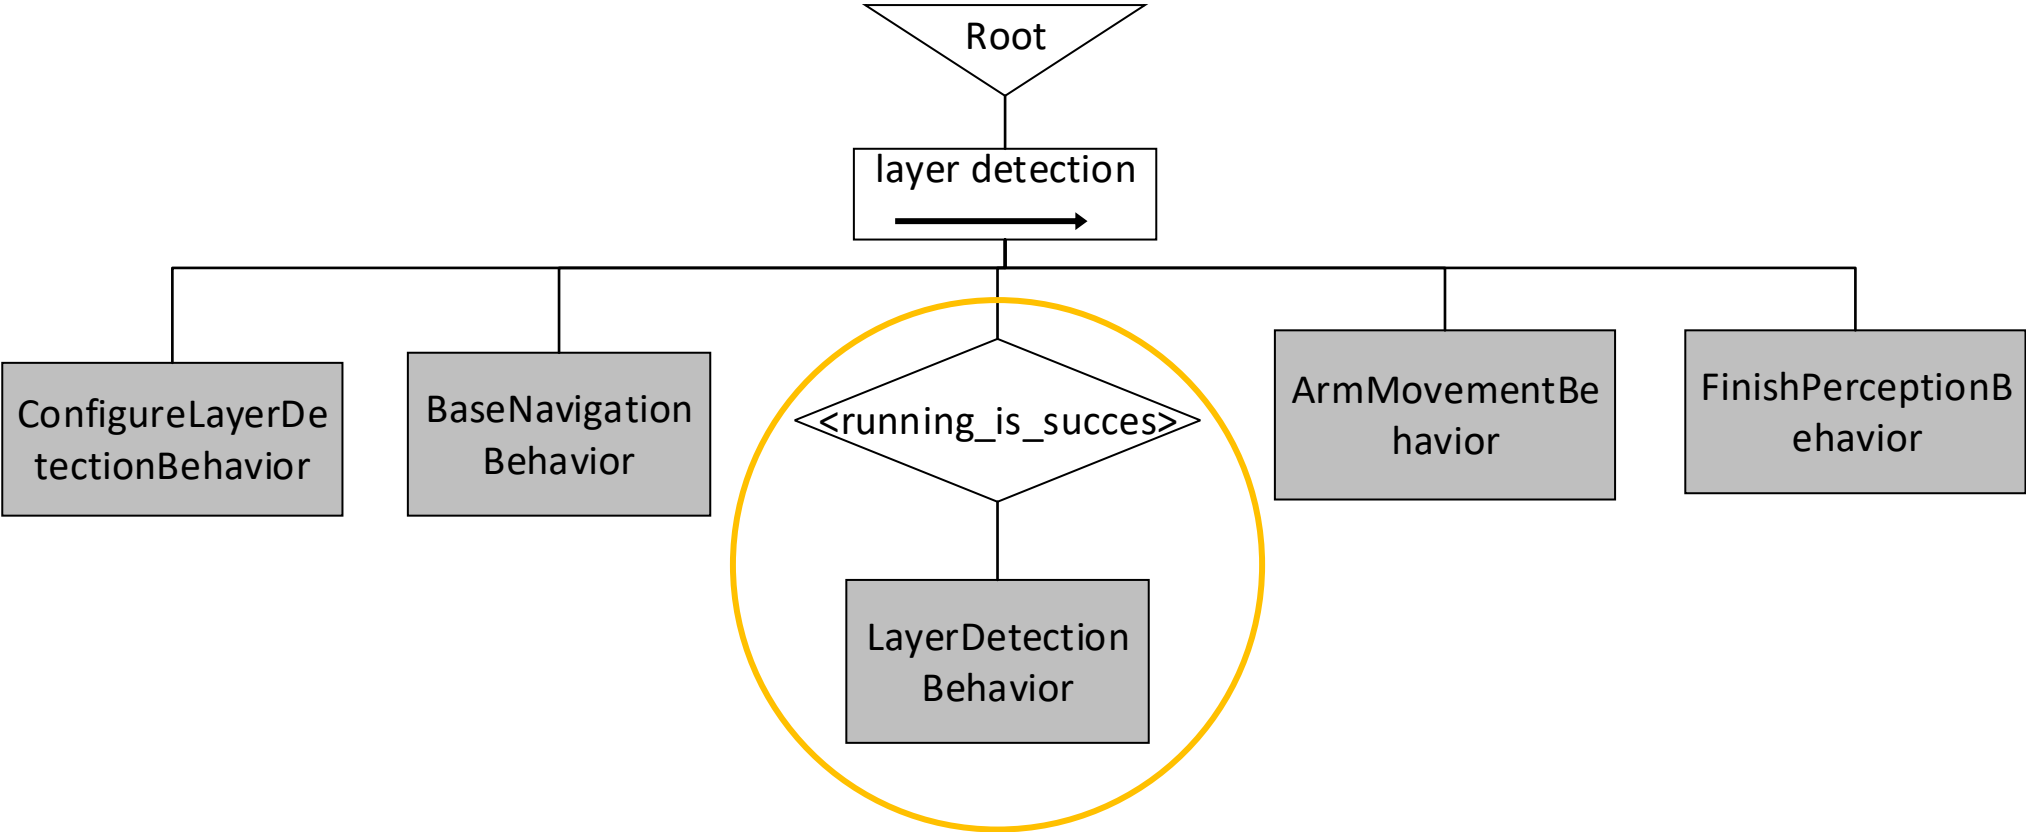 Root
layer detection
ConfigureLayerDe
tectionBehavior
BaseNavigation
Behavior
<running_is_succes>
LayerDetection
Behavior
ArmMovementBe
havior
FinishPerceptionB
ehavior